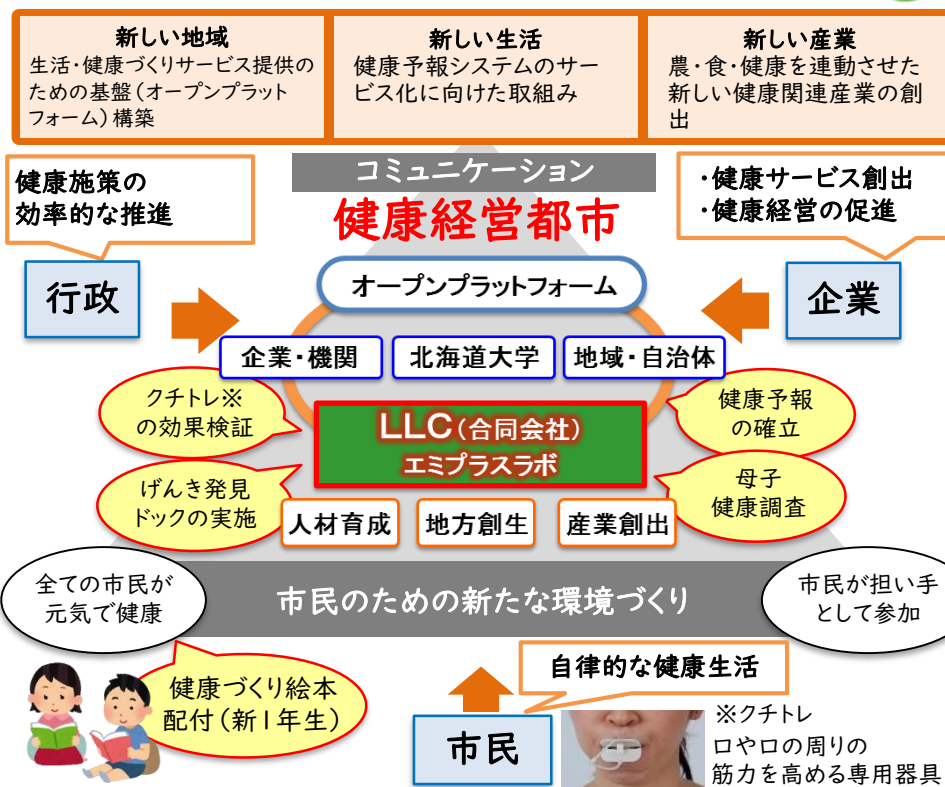 新しい地域
生活・健康づくりサービス提供の
ための基盤(オープンプラット
フォーム)構築
新しい生活
健康予報システムのサー
ビス化に向けた取組み
新しい産業
農・食・健康を連動させた
新しい健康関連産業の創
出
健康施策の
効率的な推進
コミュニケーション
健康経営都市
・健康サービス創出
・健康経営の促進
行政
オープンプラットフォーム
企業
企業・機関
北海道大学
地域・自治体
クチトレ※
の効果検証
LLC(合同会社)
エミプラスラボ
健康予報
の確立
げんき発見
ドックの実施
母子
健康調査
人材育成
地方創生
産業創出
全ての市民が
元気で健康
市民のための新たな環境づくり
市民が担い手
として参加
健康づくり絵本
配付(新1年生)
自律的な健康生活
市民
※クチトレ
口や口の周りの
筋力を高める専用器具